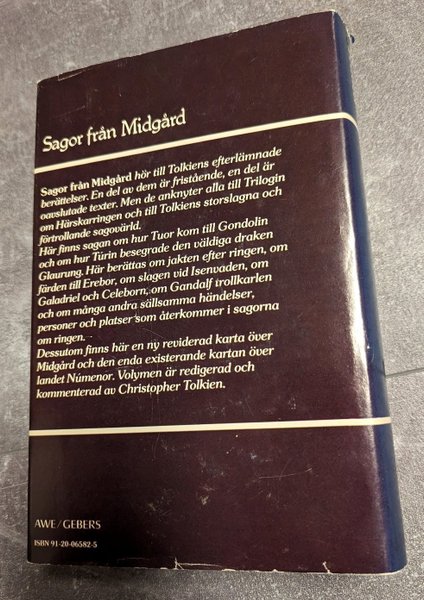 Sagor från Midgård
Sagor från Midgård hör till Tolkiens efterlämnade
berättelser. En del av dem är fristående, en del är
oavslutade texter. Men de anknyter alla till Trilogin
om Härskarringen och till Tolkiens storslagna och
förtrollande sagovärld.
Här finns sagan om hur Tuor kom till Gondolin
och om hur Túrin besegrade den väldiga draken
Glaurung. Här berättas om jakten efter ringen, om
färden till Erebor, om slagen vid Isenvaden, om
Galadriel och Celeborn, om Gandalf trollkarlen
och om många andra sällsamma händelser,
personer och platser som återkommer i sagorna
om ringen.
Dessutom finns här en ny reviderad karta över
Midgård och den enda existerande kartan över
landet Númenor. Volymen är redigerad och
kommenterad av Christopher Tolkien.
AWE/GEBERS
ISBN 91-20-06582-5